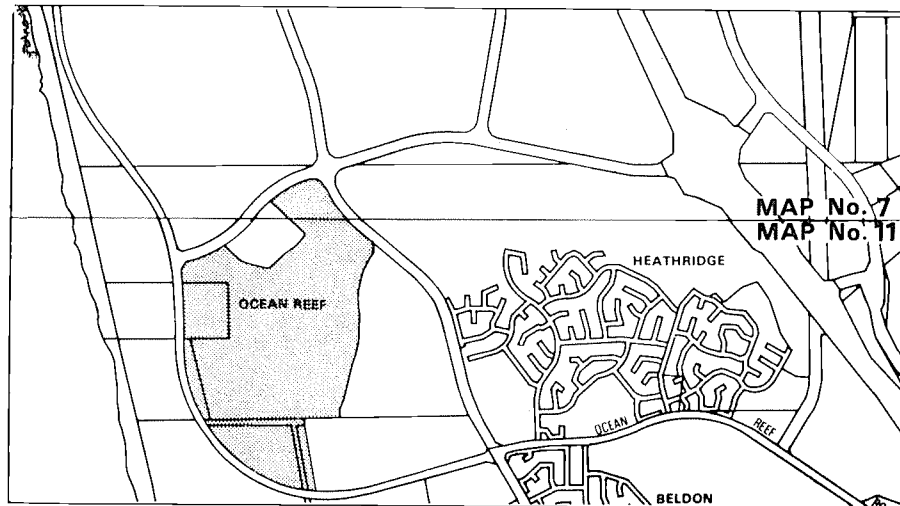 MAP No. 7
MAP No. 11
HEATHRIDGE
OCEAN REEF
OCEAN REEF
BELDON